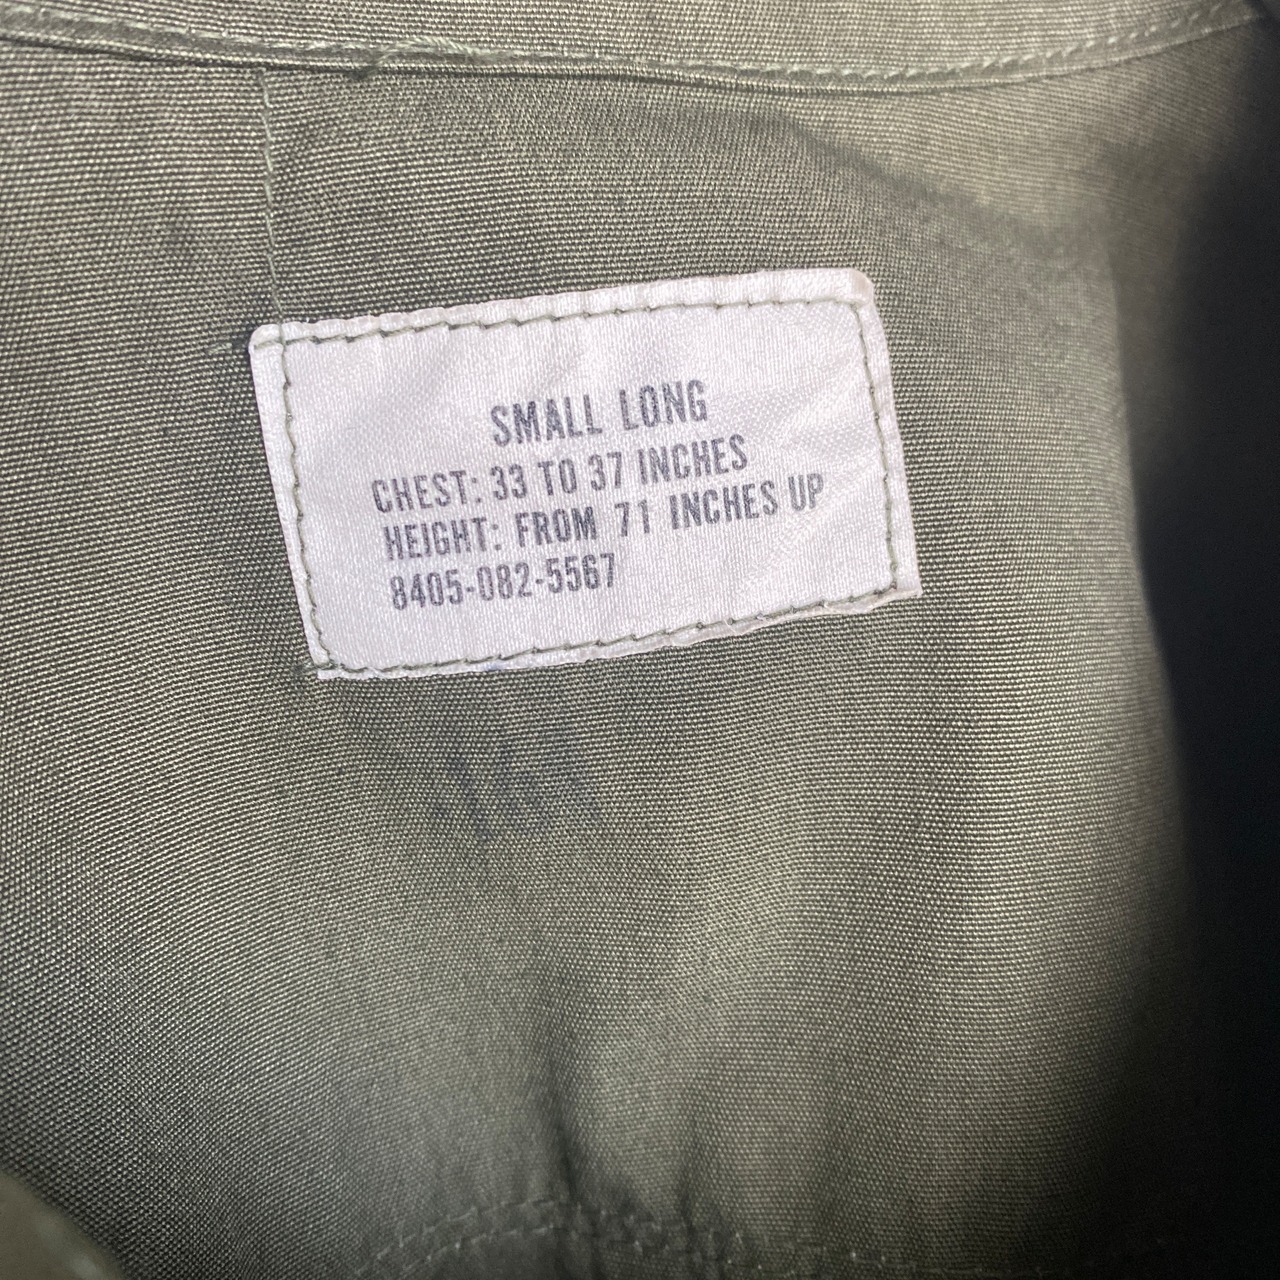 SMALL LONG
CHEST: 33 TO 37 INCHES
HEIGHT: FROM 71 INCHES UP
8405-082-5567